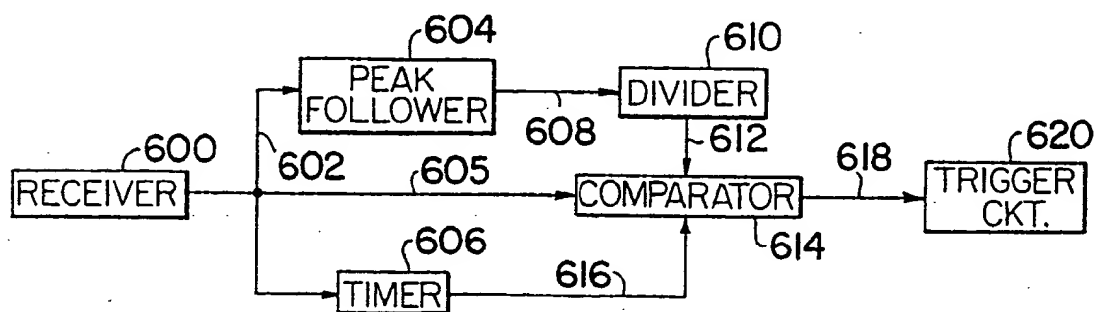 604
PEAK
FOLLOWER
610
DIVIDER
608
612
602
600
RECEIVER
605
COMPARATOR
614
618
620
TRIGGER
CKT.
606
TIMER
616